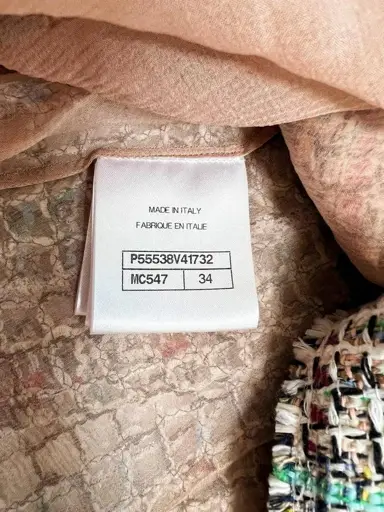 MADE IN ITALY
FABRIQUE EN ITALIE
P55538V41732
MC547 34